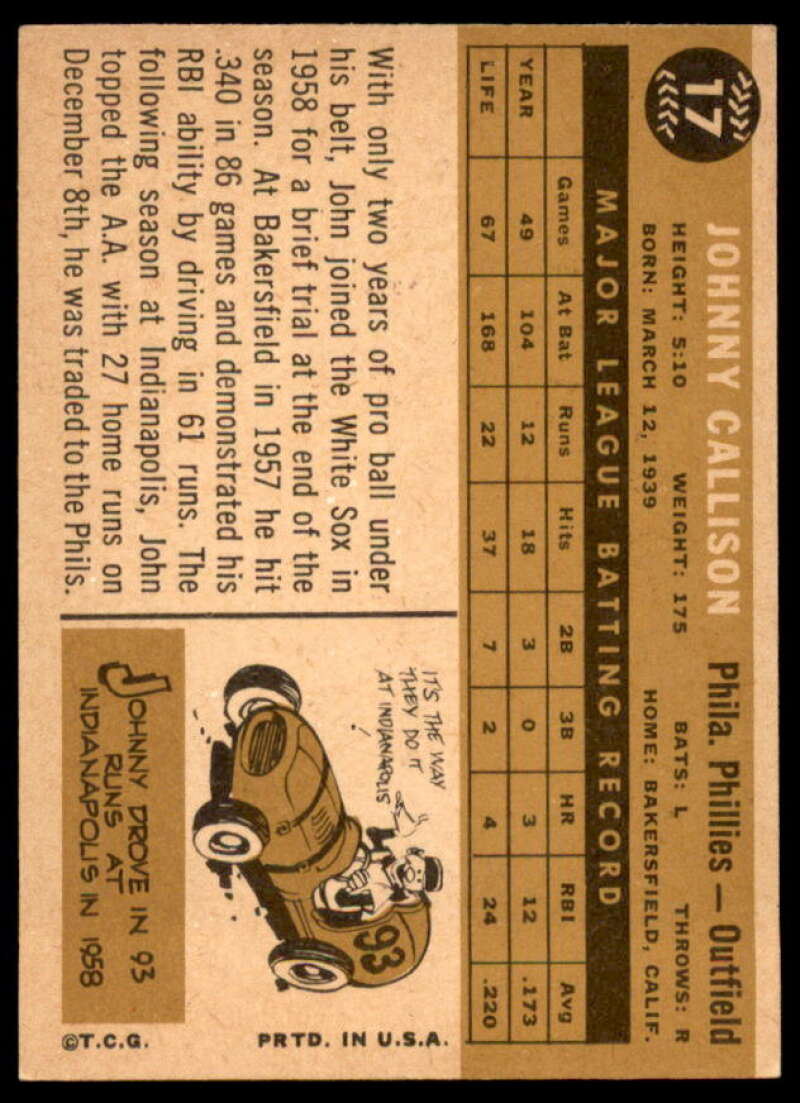 17
JOHNNY CALLISON Phila. Phillies — Outfield
HEIGHT: 5:10 WEIGHT: 175 BATS: L THROWS: R
BORN: MARCH 12, 1939 HOME: BAKERSFIELD, CALIF.
MAJOR LEAGUE BATTING RECORD
Games At Bat Runs Hits 2B 3B HR RBI Avg
YEAR 49 104 12 18 3 0 3 12 .173
LIFE 67 168 22 37 7 2 4 24 .220
With only two years of pro ball under
his belt, John joined the White Sox in
1958 for a brief trial at the end of the
season. At Bakersfield in 1957 he hit
.340 in 86 games and demonstrated his
RBI ability by driving in 61 runs. The
following season at Indianapolis, John
topped the A.A. with 27 home runs on
December 8th, he was traded to the Phils.
IT'S THE WAY
THEY DO IT
AT INDIANAPOLIS
!
93
JOHNNY DROVE IN 93
RUNS AT
INDIANAPOLIS IN 1958
©T.C.G. PRTD. IN U.S.A.